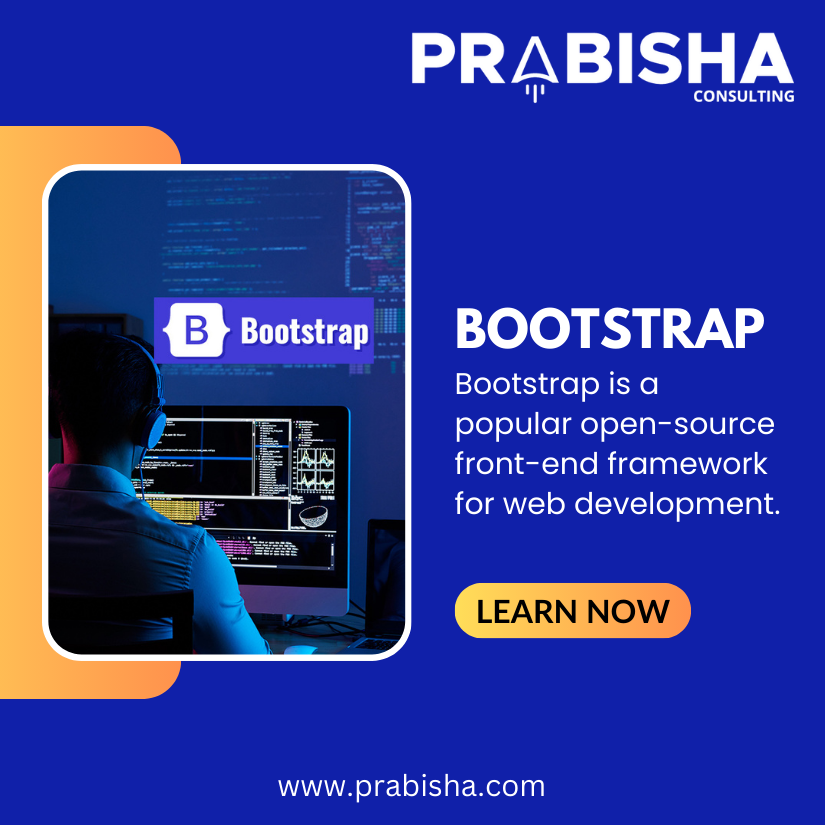 PRABISHA
CONSULTING
B Bootstrap
BOOTSTRAP
Bootstrap is a
popular open-source
front-end framework
for web development.
LEARN NOW
www.prabisha.com